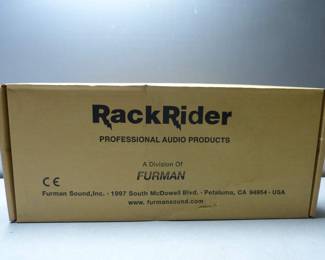 RackRider
PROFESSIONAL AUDIO PRODUCTS
A Division Of
FURMAN
CE
Furman Sound,Inc. - 1997 South McDowell Blvd. - Petaluma, CA 94954 - USA
www.furmansound.com